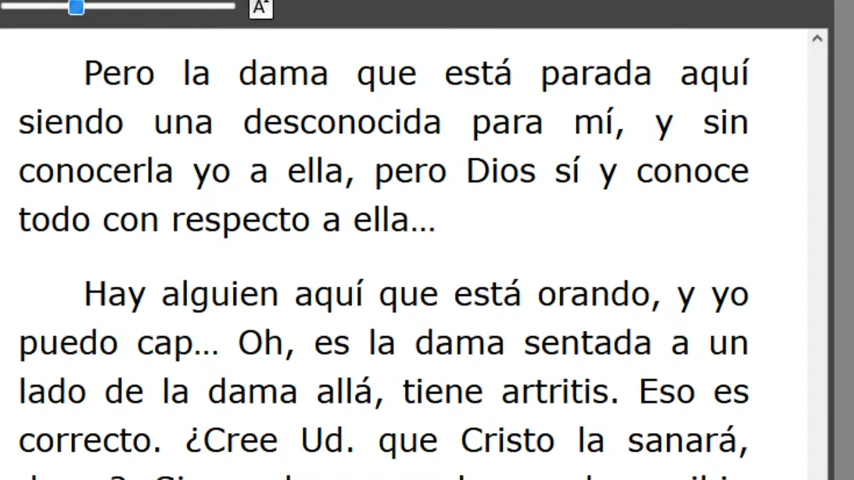 A
Pero la dama que está parada aquí
siendo una desconocida para mí, y sin
conocerla yo a ella, pero Dios sí y conoce
todo con respecto a ella…
Hay alguien aquí que está orando, y yo
puedo cap… Oh, es la dama sentada a un
lado de la dama allá, tiene artritis. Eso es
correcto. ¿Cree Ud. que Cristo la sanará,